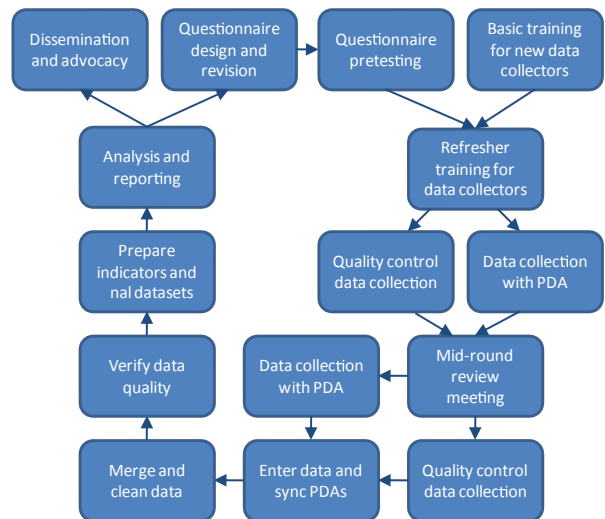 Dissemination
and advocacy
Questionnaire
design and
revision
Questionnaire
pretesting
Basic training
for new data
collectors
Analysis and
reporting
Refresher
training for
data collectors
Prepare
indicators and
nal datasets
Quality control
data collection
Data collection
with PDA
Verify data
quality
Data collection
with PDA
Mid-round
review
meeting
Merge and
clean data
Enter data and
sync PDAs
Quality control
data collection